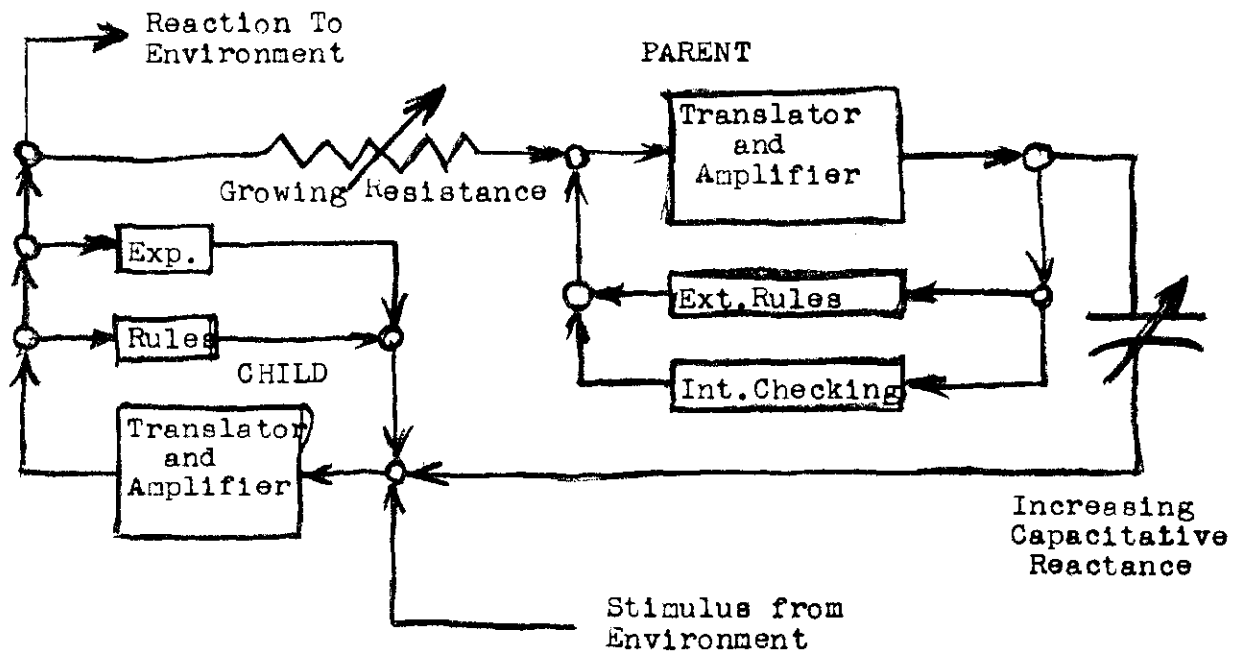 Reaction To
Environment
PARENT
Translator
and
Amplifier
Growing Resistance
Exp.
Ext.Rules
Rules
CHILD
Int.Checking
Translator
and
Amplifier
Increasing
Capacitative
Reactance
Stimulus from
Environment